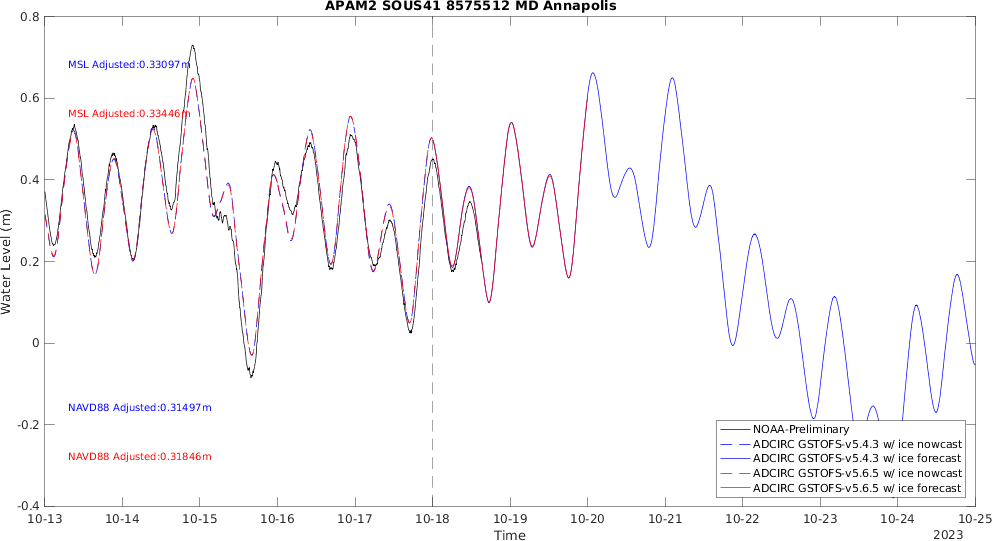 APAM2 SOUS41 8575512 MD Annapolis
0.8
0.6
0.4
0.2
0
-0.2
-0.4
Water Level (m)
MSL Adjusted:0.33097m
MSL Adjusted:0.33446m
NAVD88 Adjusted:0.31497m
NAVD88 Adjusted:0.31846m
NOAA-Preliminary
ADCIRC GSTOFS-v5.4.3 w/ ice nowcast
ADCIRC GSTOFS-v5.4.3 w/ ice forecast
ADCIRC GSTOFS-v5.6.5 w/ ice nowcast
ADCIRC GSTOFS-v5.6.5 w/ ice forecast
10-13 10-14 10-15 10-16 10-17 10-18 10-19 10-20 10-21 10-22 10-23 10-24 10-25
Time
2023